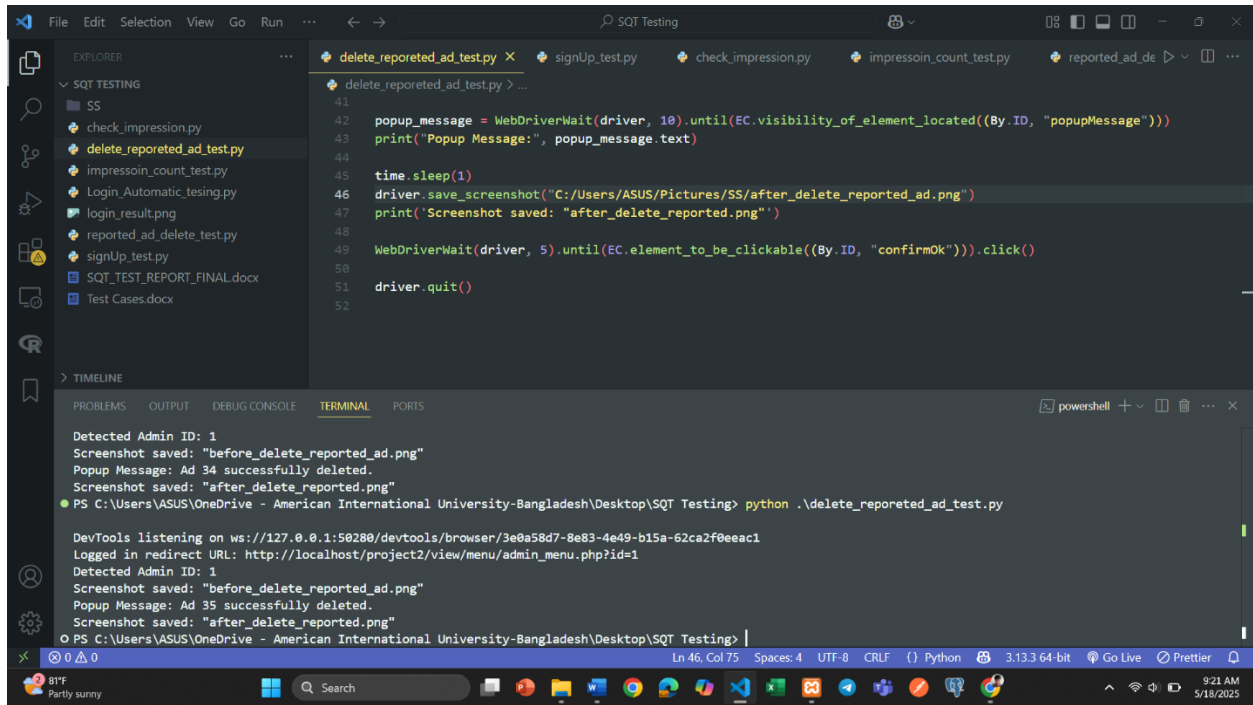 File Edit Selection View Go Run ··· ← → SQT Testing
EXPLORER ···
SQT TESTING
SS
check_impression.py
delete_reporeted_ad_test.py
impressoin_count_test.py
Login_Automatic_tesing.py
login_result.png
reported_ad_delete_test.py
signUp_test.py
SQT_TEST_REPORT_FINAL.docx
Test Cases.docx
TIMELINE
delete_reporeted_ad_test.py × signUp_test.py check_impression.py impressoin_count_test.py reported_ad_de ···
delete_reporeted_ad_test.py > ...
41
42 popup_message = WebDriverWait(driver, 10).until(EC.visibility_of_element_located((By.ID, "popupMessage")))
43 print("Popup Message:", popup_message.text)
44
45 time.sleep(1)
46 driver.save_screenshot("C:/Users/ASUS/Pictures/SS/after_delete_reported_ad.png")
47 print('Screenshot saved: "after_delete_reported.png"')
48
49 WebDriverWait(driver, 5).until(EC.element_to_be_clickable((By.ID, "confirmOk"))).click()
50
51 driver.quit()
52
PROBLEMS OUTPUT DEBUG CONSOLE TERMINAL PORTS powershell ···
Detected Admin ID: 1
Screenshot saved: "before_delete_reported_ad.png"
Popup Message: Ad 34 successfully deleted.
Screenshot saved: "after_delete_reported.png"
PS C:\Users\ASUS\OneDrive - American International University-Bangladesh\Desktop\SQT Testing> python .\delete_reporeted_ad_test.py
DevTools listening on ws://127.0.0.1:50280/devtools/browser/3e0a58d7-8e83-4e49-b15a-62ca2f0eeac1
Logged in redirect URL: http://localhost/project2/view/menu/admin_menu.php?id=1
Detected Admin ID: 1
Screenshot saved: "before_delete_reported_ad.png"
Popup Message: Ad 35 successfully deleted.
Screenshot saved: "after_delete_reported.png"
PS C:\Users\ASUS\OneDrive - American International University-Bangladesh\Desktop\SQT Testing>
0 0 Ln 46, Col 75 Spaces: 4 UTF-8 CRLF {} Python 3.13.3 64-bit Go Live Prettier
2 81°F Search 9:21 AM
Partly sunny 5/18/2025